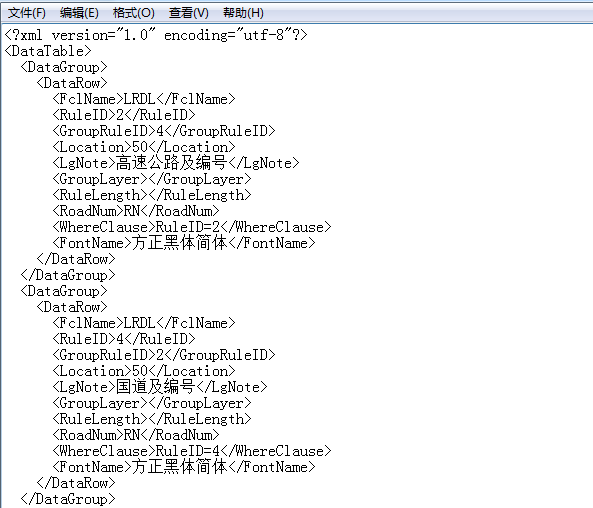 文件(F) 编辑(E) 格式(O) 查看(V) 帮助(H)
<?xml version="1.0" encoding="utf-8"?>
<DataTable>
<DataGroup>
<DataRow>
<FclName>LRDL</FclName>
<RuleID>2</RuleID>
<GroupRuleID>4</GroupRuleID>
<Location>50</Location>
<LgNote>高速公路及编号</LgNote>
<GroupLayer></GroupLayer>
<RuleLength></RuleLength>
<RoadNum>RN</RoadNum>
<WhereClause>RuleID=2</WhereClause>
<FontName>方正黑体简体</FontName>
</DataRow>
</DataGroup>
<DataGroup>
<DataRow>
<FclName>LRDL</FclName>
<RuleID>4</RuleID>
<GroupRuleID>2</GroupRuleID>
<Location>50</Location>
<LgNote>国道及编号</LgNote>
<GroupLayer></GroupLayer>
<RuleLength></RuleLength>
<RoadNum>RN</RoadNum>
<WhereClause>RuleID=4</WhereClause>
<FontName>方正黑体简体</FontName>
</DataRow>
</DataGroup>